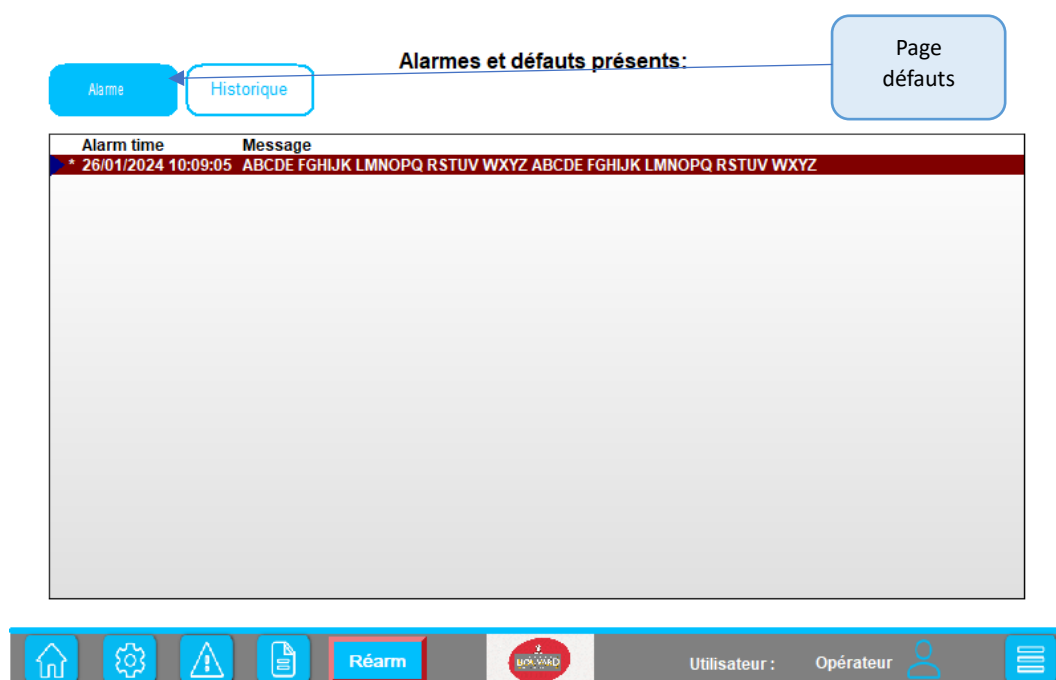 Alarmes et défauts présents:
Page
défauts
Alarme
Historique
Alarm time Message
* 26/01/2024 10:09:05 ABCDE FGHIJK LMNOPQ RSTUV WXYZ ABCDE FGHIJK LMNOPQ RSTUV WXYZ
Réarm
BOUVARD
Utilisateur : Opérateur